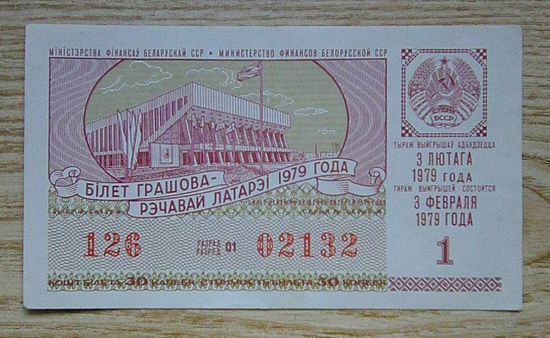 МІНІСТЭРСТВА ФІНАНСАЎ БЕЛАРУСКАЙ ССР • МИНИСТЕРСТВО ФИНАНСОВ БЕЛОРУССКОЙ ССР
БІЛЕТ ГРАШОВА-
РЭЧАВАЙ ЛАТАРЭІ 1979 ГОДА
126
РАЗРАД
РАЗРЯД
01
02132
КОШТ БІЛЕТА 30 КАПЕЕК СТОИМОСТЬ БИЛЕТА 30 КОПЕЕК
БССР
ТЫРАЖ ВЫЙГРЫШАЎ АДБУДЗЕЦЦА
3 ЛЮТАГА
1979 ГОДА
ТИРАЖ ВЫИГРЫШЕЙ СОСТОИТСЯ
3 ФЕВРАЛЯ
1979 ГОДА
1